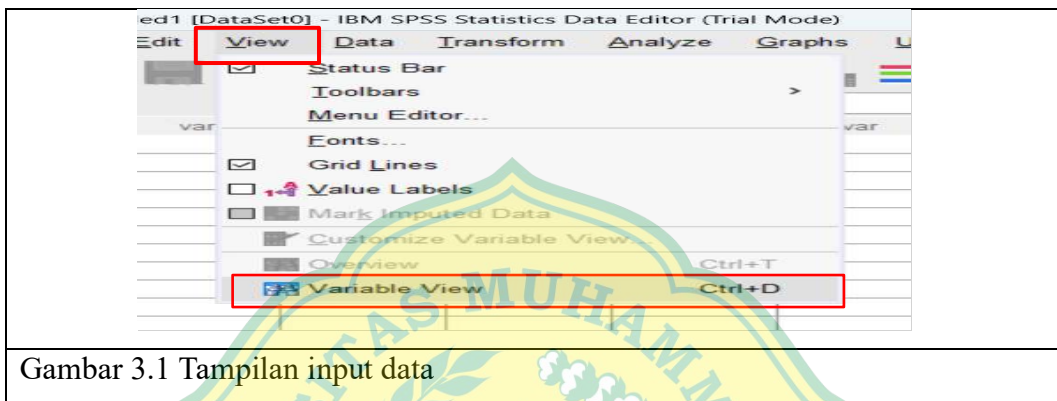 ed1 [DataSet0] - IBM SPSS Statistics Data Editor (Trial Mode)
Edit View Data Transform Analyze Graphs U
Status Bar
Toolbars >
Menu Editor...
var var
Fonts...
Grid Lines
Value Labels
Mark Imputed Data
Customize Variable View...
Overview Ctrl+T
Variable View Ctrl+D
ITAS MUHAMM
Gambar 3.1 Tampilan input data